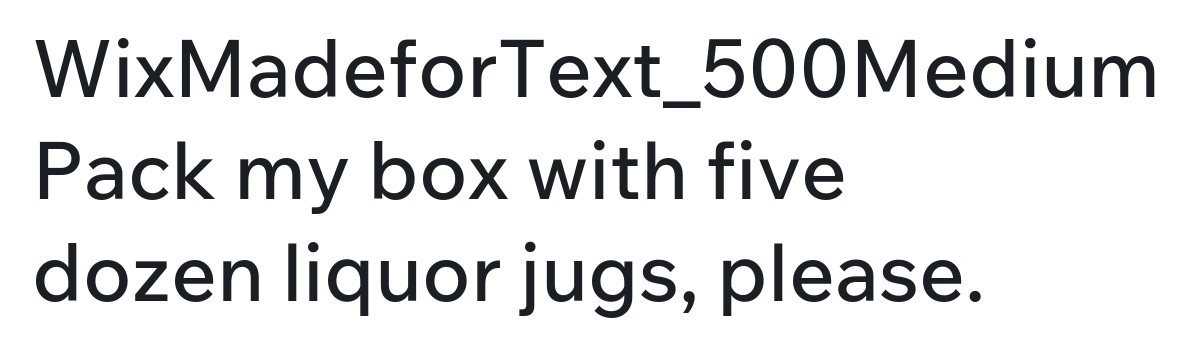 WixMadeforText_500Medium
Pack my box with five
dozen liquor jugs, please.